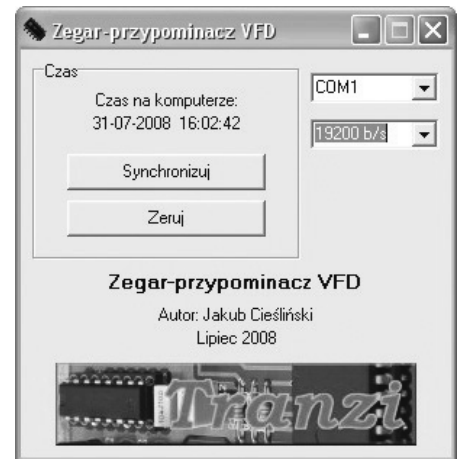 Zegar-przypominacz VFD
Czas
Czas na komputerze:
31-07-2008 16:02:42
Synchronizuj
Zeruj
COM1
19200 b/s
Zegar-przypominacz VFD
Autor: Jakub Cieśliński
Lipiec 2008
Tranzi